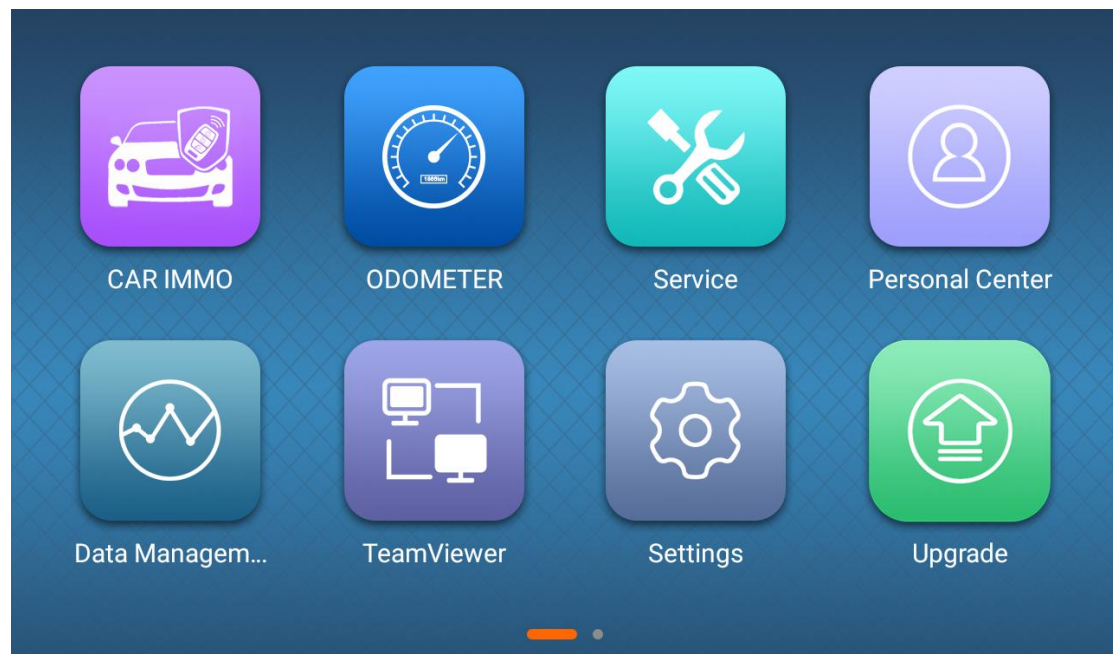 CAR IMMO
ODOMETER
Service
Personal Center
Data Managem...
TeamViewer
Settings
Upgrade